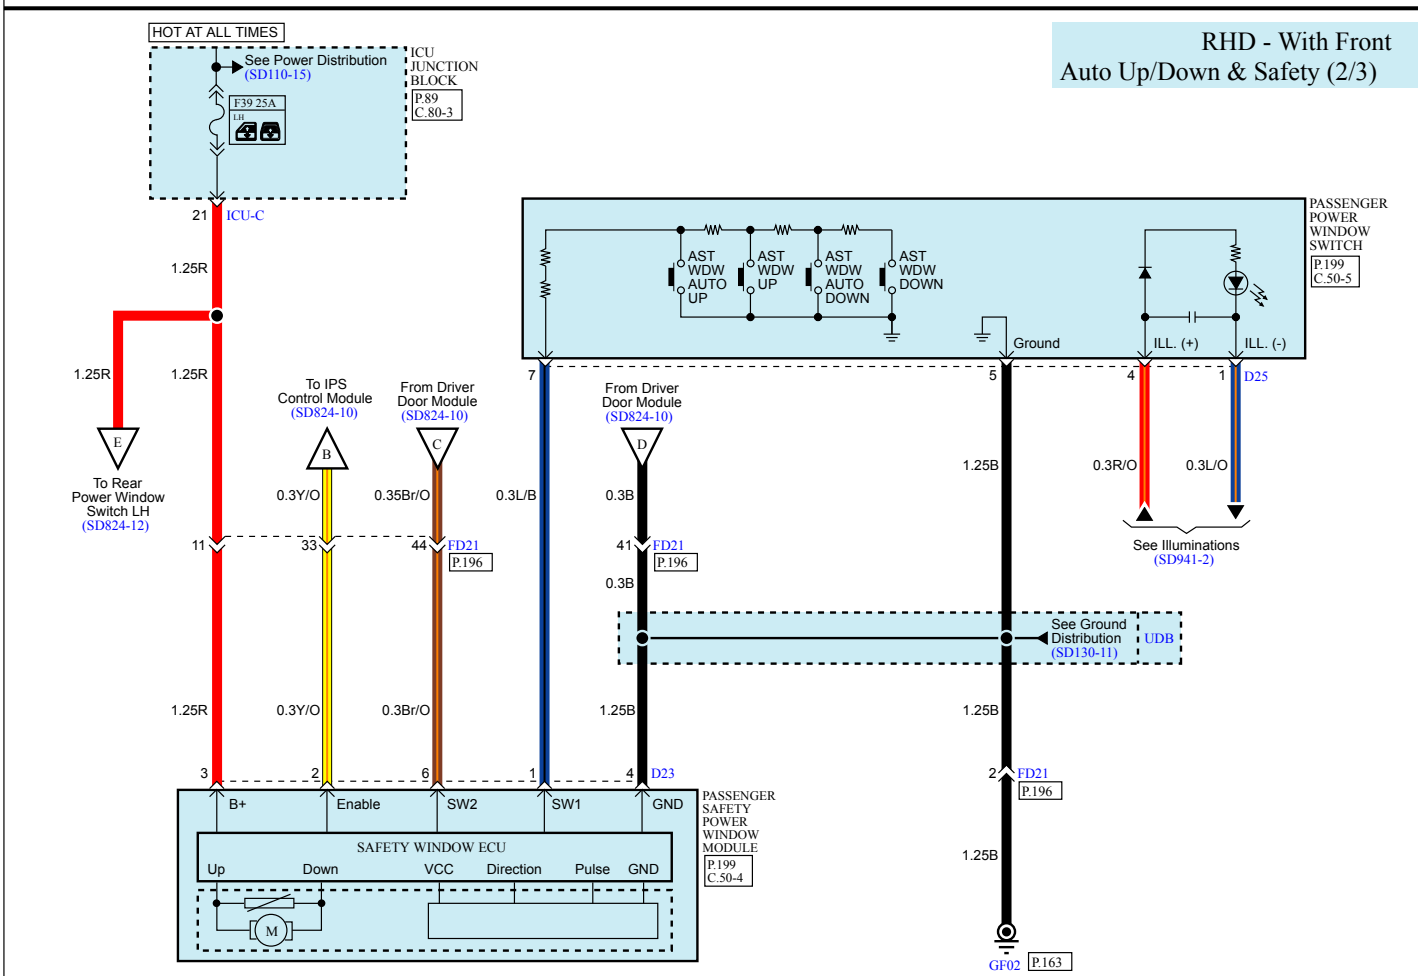 RHD - With Front
Auto Up/Down & Safety (2/3)
HOT AT ALL TIMES
See Power Distribution
(SD110-15)
F39 25A
LH
ICU
JUNCTION
BLOCK
P.89
C.80-3
21
ICU-C
1.25R
1.25R
1.25R
E
To Rear
Power Window
Switch LH
(SD824-12)
To IPS
Control Module
(SD824-10)
B
From Driver
Door Module
(SD824-10)
C
From Driver
Door Module
(SD824-10)
D
PASSENGER
POWER
WINDOW
SWITCH
P.199
C.50-5
AST
WDW
AUTO
UP
AST
WDW
UP
AST
WDW
AUTO
DOWN
AST
WDW
DOWN
Ground
ILL. (+)
ILL. (-)
7
5
4
1
D25
0.3Y/O
0.35Br/O
0.3L/B
0.3B
1.25B
0.3R/O
0.3L/O
See Illuminations
(SD941-2)
11
33
44
FD21
P.196
41
FD21
P.196
0.3B
See Ground
Distribution
(SD130-11)
UDB
1.25R
0.3Y/O
0.3Br/O
1.25B
1.25B
3
2
6
1
4
D23
2
FD21
P.196
B+
Enable
SW2
SW1
GND
PASSENGER
SAFETY
POWER
WINDOW
MODULE
P.199
C.50-4
SAFETY WINDOW ECU
Up
Down
VCC
Direction
Pulse
GND
M
1.25B
GF02
P.163